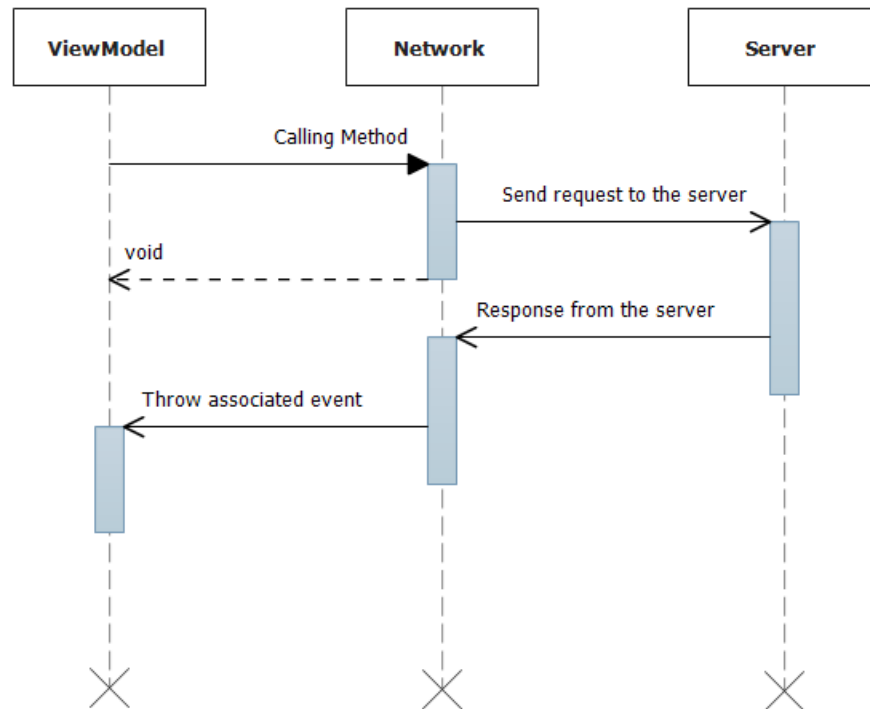 ViewModel
Network
Server
Calling Method
Send request to the server
void
Response from the server
Throw associated event